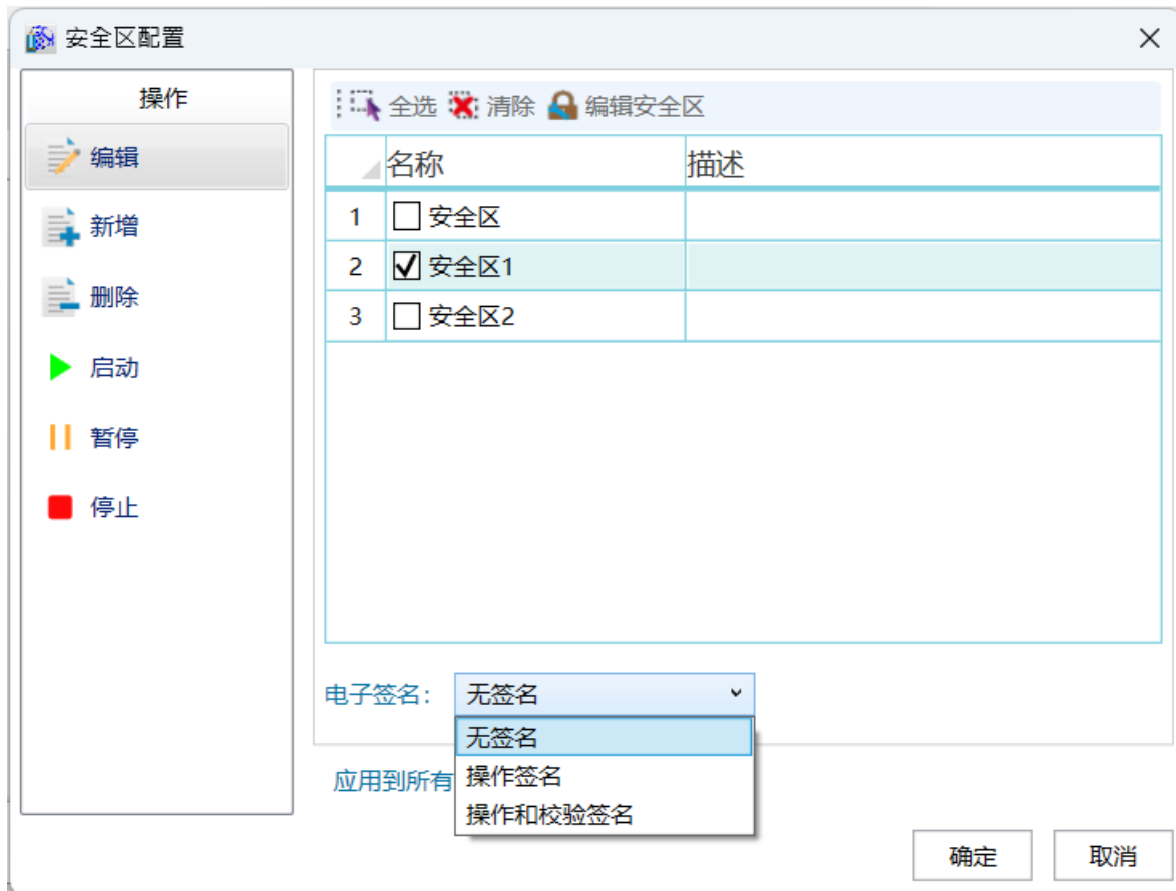 安全区配置
操作
编辑
新增
删除
启动
暂停
停止
全选 清除 编辑安全区
名称 描述
1 安全区
2 安全区1
3 安全区2
电子签名： 无签名
无签名
操作签名
操作和校验签名
应用到所有
确定 取消